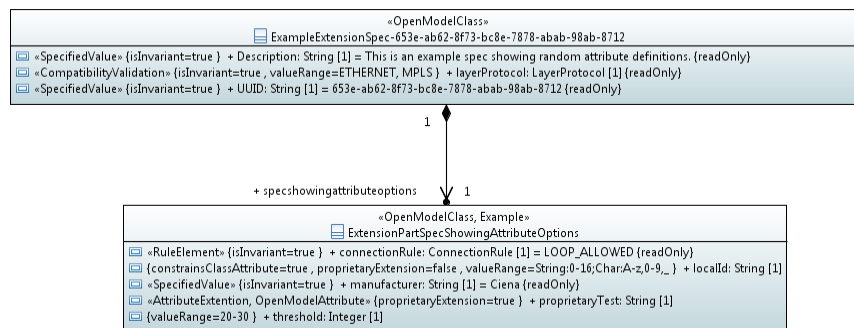 «OpenModelClass»
ExampleExtensionSpec-653e-ab62-8f73-bc8e-7878-abab-98ab-8712
«SpecifiedValue» {isInvariant=true } + Description: String [1] = This is an example spec showing random attribute definitions. {readOnly}
«CompatibilityValidation» {isInvariant=true , valueRange=ETHERNET, MPLS } + layerProtocol: LayerProtocol [1] {readOnly}
«SpecifiedValue» {isInvariant=true } + UUID: String [1] = 653e-ab62-8f73-bc8e-7878-abab-98ab-8712 {readOnly}
1
+ specshowingattributeoptions 1
«OpenModelClass, Example»
ExtensionPartSpecShowingAttributeOptions
«RuleElement» {isInvariant=true } + connectionRule: ConnectionRule [1] = LOOP_ALLOWED {readOnly}
{constrainsClassAttribute=true , proprietaryExtension=false , valueRange=String:0-16;Char:A-z,0-9,_ } + localId: String [1]
«SpecifiedValue» {isInvariant=true } + manufacturer: String [1] = Ciena {readOnly}
«AttributeExtention, OpenModelAttribute» {proprietaryExtension=true } + proprietaryTest: String [1]
{valueRange=20-30 } + threshold: Integer [1]